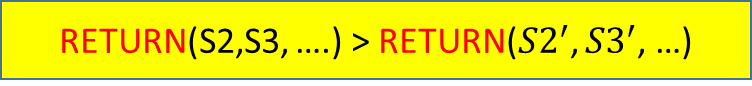 RETURN(S2,S3, ....) > RETURN(𝑆2′, 𝑆3′, …)